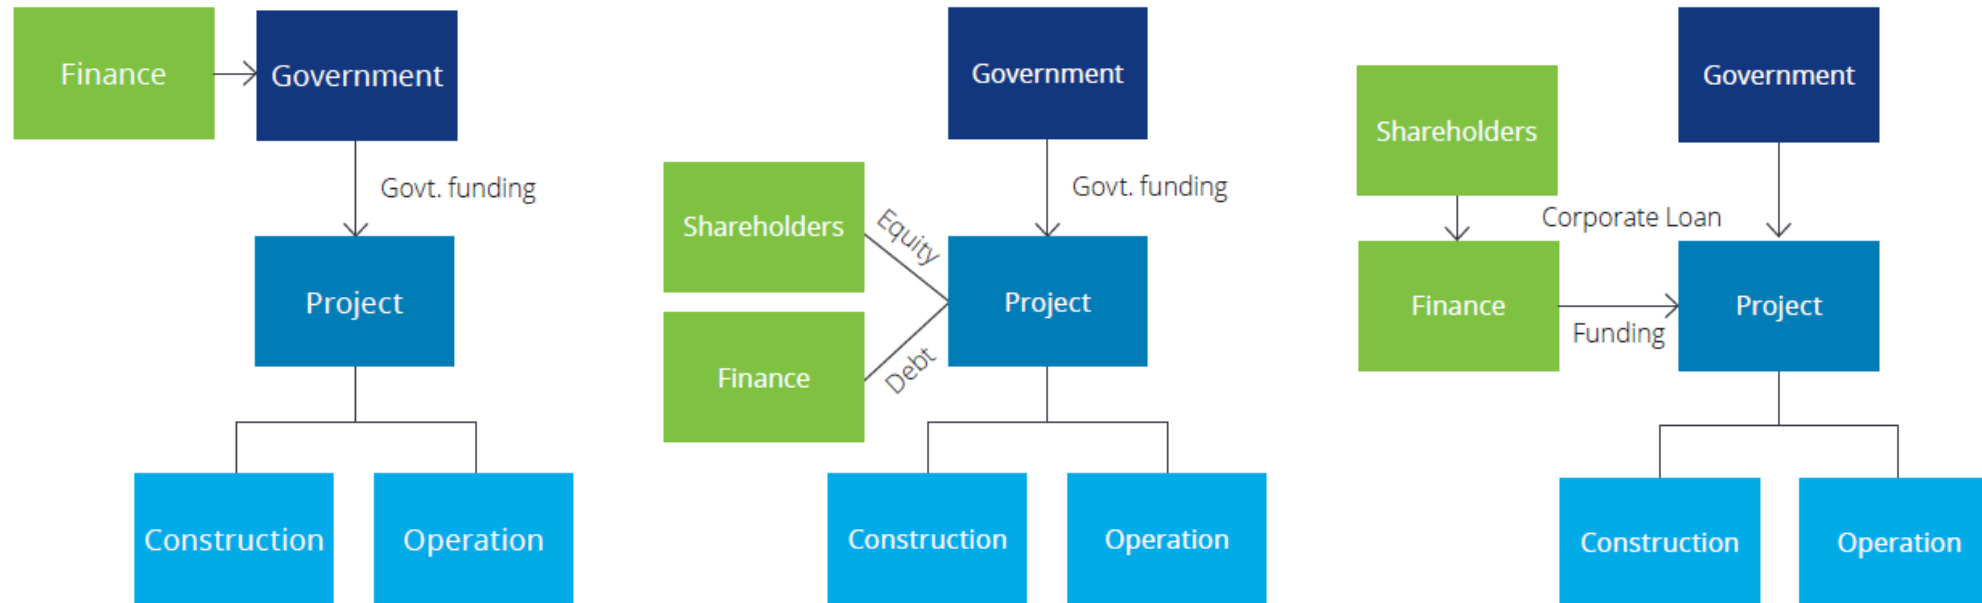 Finance
Government
Govt. funding
Project
Construction
Operation
Government
Govt. funding
Shareholders
Equity
Project
Finance
Debt
Construction
Operation
Government
Shareholders
Corporate Loan
Finance
Funding
Project
Construction
Operation